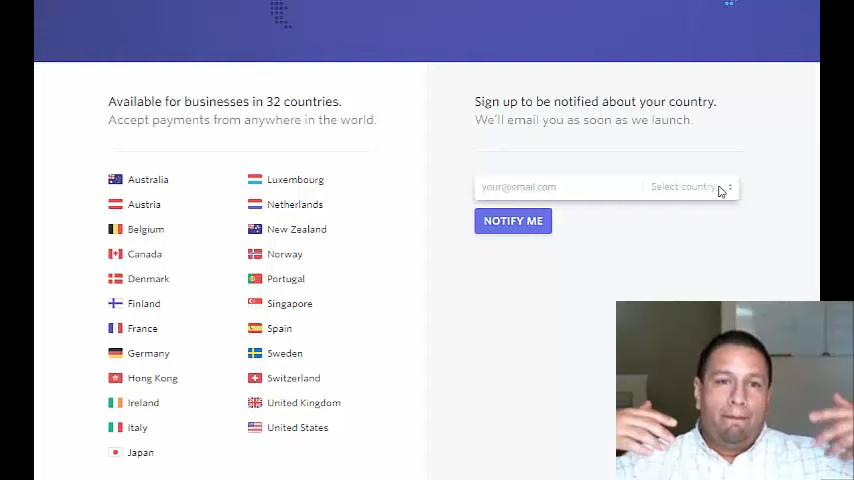 Available for businesses in 32 countries.
Accept payments from anywhere in the world.
Australia
Austria
Belgium
Canada
Denmark
Finland
France
Germany
Hong Kong
Ireland
Italy
Japan
Luxembourg
Netherlands
New Zealand
Norway
Portugal
Singapore
Spain
Sweden
Switzerland
United Kingdom
United States
Sign up to be notified about your country.
We'll email you as soon as we launch.
your@email.com Select country
NOTIFY ME